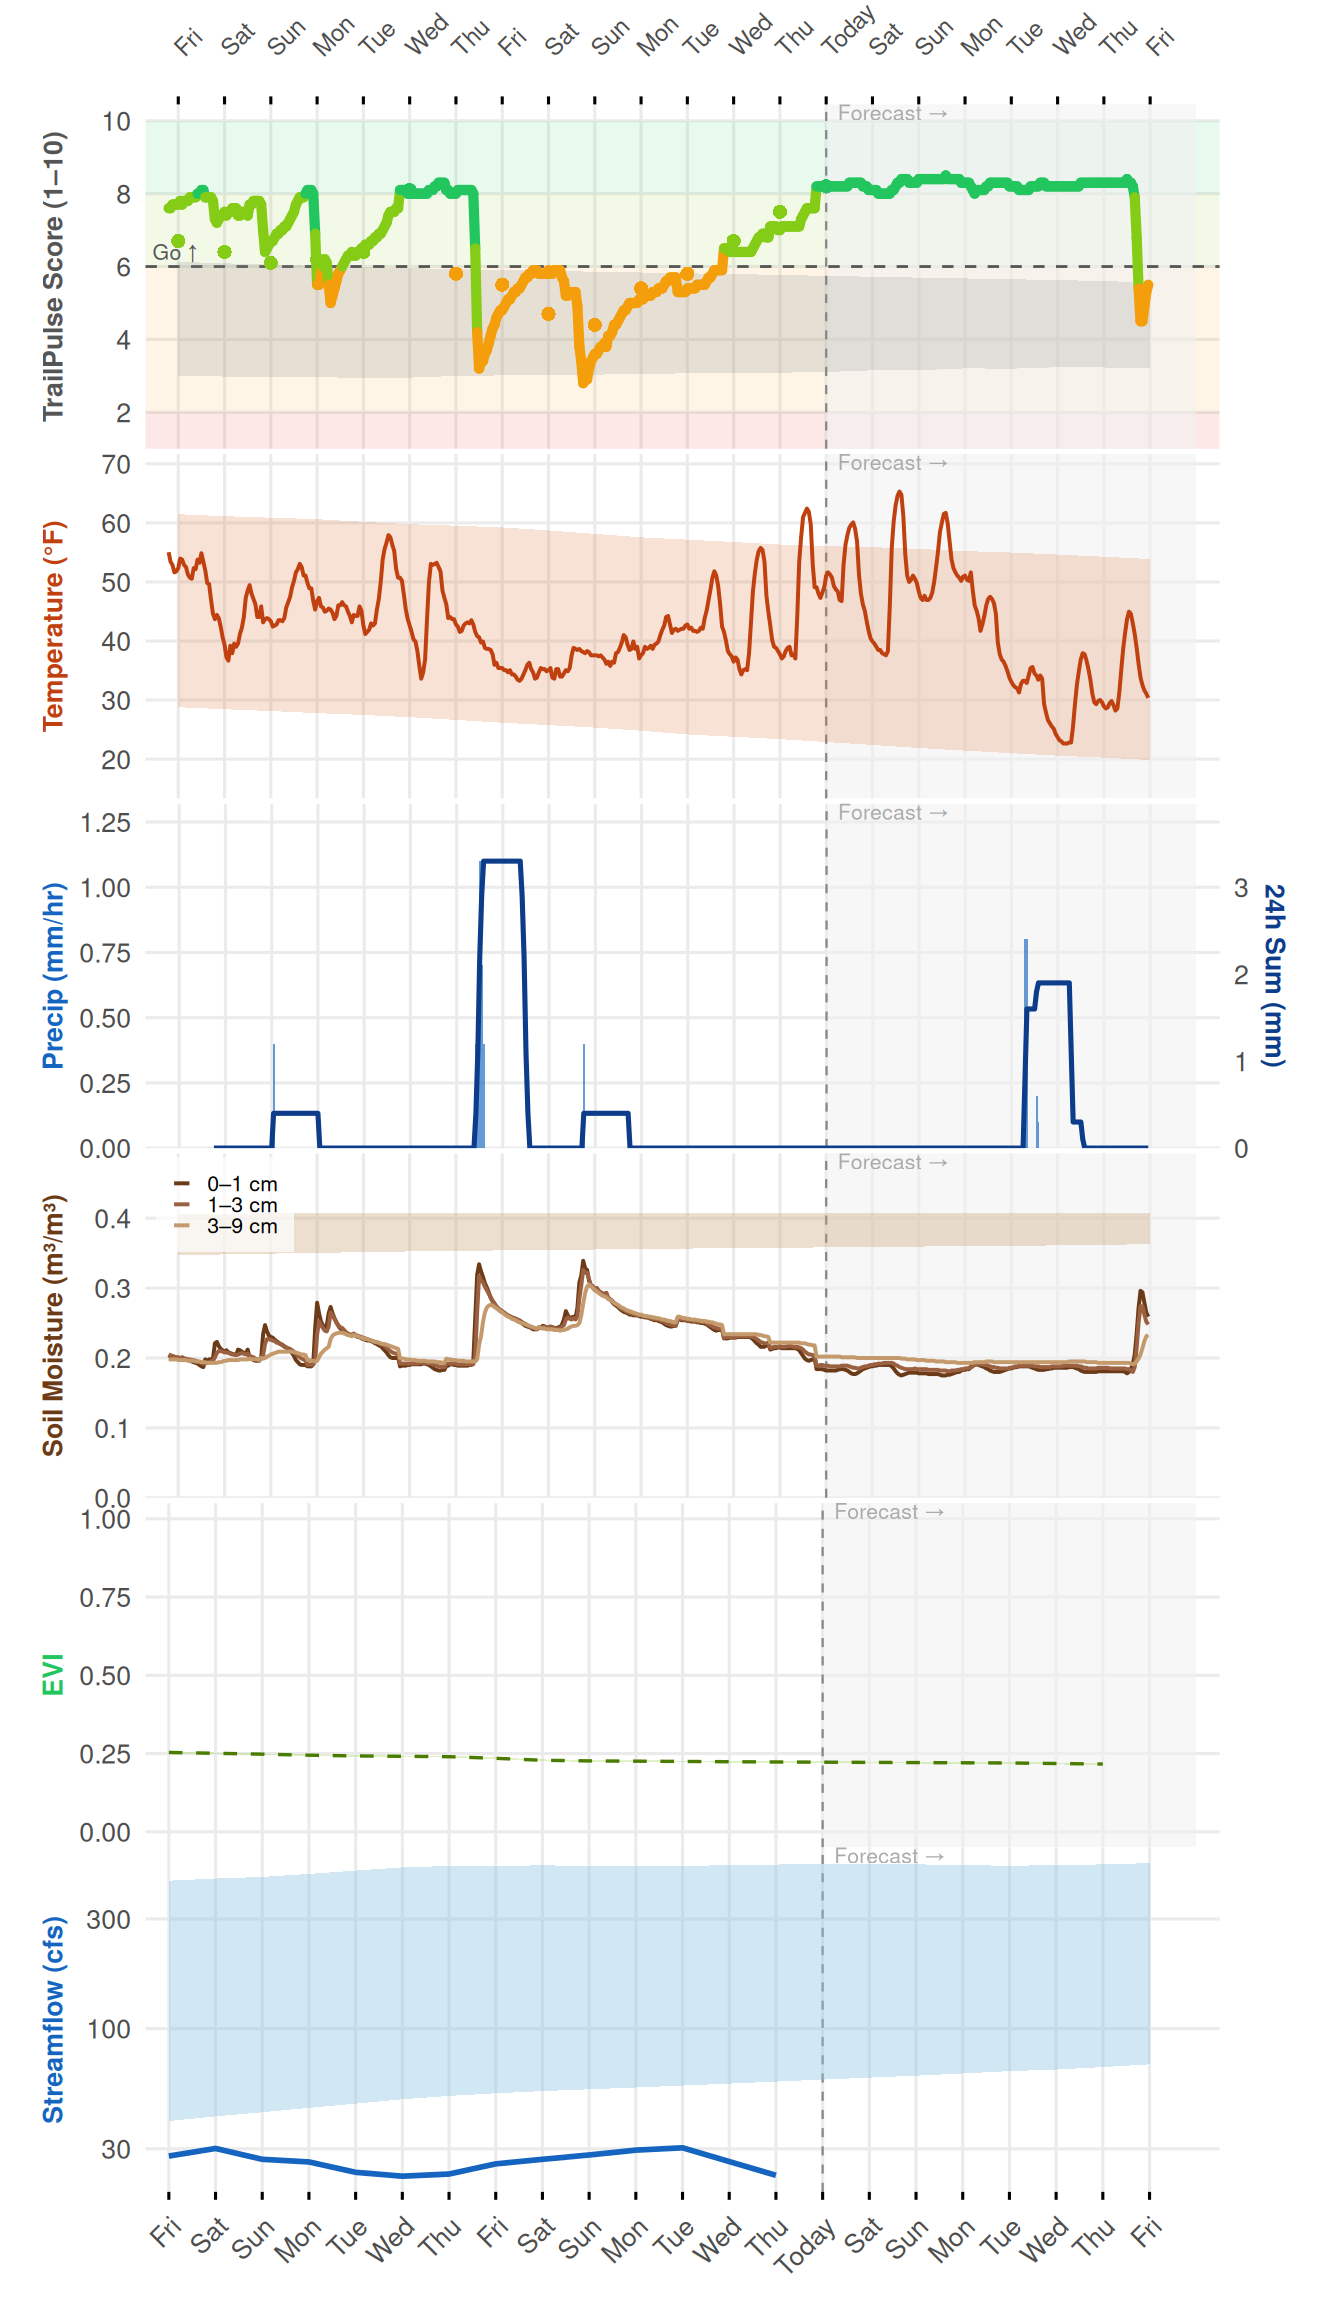 Fri Sat Sun Mon Tue Wed Thu Fri Sat Sun Mon Tue Wed Thu Today Sat Sun Mon Tue Wed Thu Fri
TrailPulse Score (1–10)
10
8
6
4
2
Go ↑
Forecast →
Temperature (°F)
70
60
50
40
30
20
Forecast →
Precip (mm/hr)
1.25
1.00
0.75
0.50
0.25
0.00
Forecast →
3
2
1
0
24h Sum (mm)
Soil Moisture (m³/m³)
0.4
0.3
0.2
0.1
0.0
0–1 cm
1–3 cm
3–9 cm
Forecast →
EVI
1.00
0.75
0.50
0.25
0.00
Forecast →
Streamflow (cfs)
300
100
30
Forecast →
Fri Sat Sun Mon Tue Wed Thu Fri Sat Sun Mon Tue Wed Thu Today Sat Sun Mon Tue Wed Thu Fri